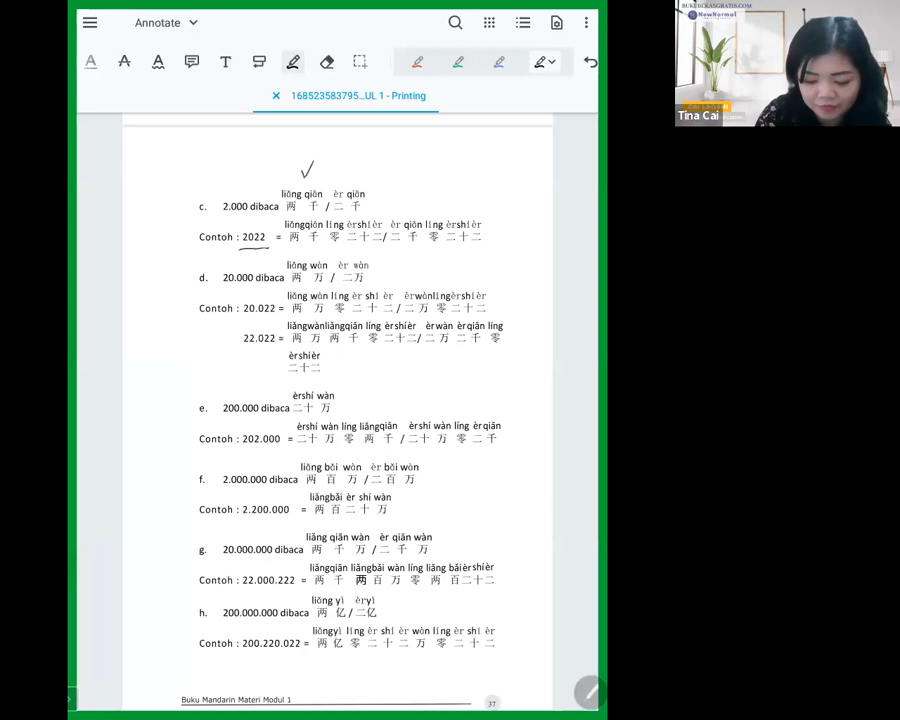 Annotate
168523583795...UL 1 - Printing
BUKUBEKASGRATIS.COM
NewNormal
Tina Cai
liǎng qiān èr qiān
c. 2.000 dibaca 两 千 / 二 千
liǎngqiān líng èrshíèr èr qiān líng èrshíèr
Contoh : 2022 = 两 千 零 二十二/ 二 千 零 二十二
liǎng wàn èr wàn
d. 20.000 dibaca 两 万 / 二万
liǎng wàn líng èr shí èr èrwànlíngèrshíèr
Contoh : 20.022 = 两 万 零 二 十 二 / 二 万 零 二十二
liǎngwànliǎngqiān líng èrshíèr èrwàn èrqiān líng
22.022 = 两 万 两 千 零 二十二/ 二 万 二 千 零
èrshíèr
二十二
èrshí wàn
e. 200.000 dibaca 二十 万
èrshí wàn líng liǎngqiān èrshí wàn líng èrqiān
Contoh : 202.000 = 二十 万 零 两 千 / 二十 万 零 二 千
liǎng bǎi wàn èr bǎi wàn
f. 2.000.000 dibaca 两 百 万 / 二 百 万
liǎngbǎi èr shí wàn
Contoh : 2.200.000 = 两 百 二 十 万
liǎng qiān wàn èr qiān wàn
g. 20.000.000 dibaca 两 千 万 / 二 千 万
liǎngqiān liǎngbǎi wàn líng liǎng bǎièrshíèr
Contoh : 22.000.222 = 两 千 两 百 万 零 两 百二十二
liǎng yì èryì
h. 200.000.000 dibaca 两 亿 / 二亿
liǎngyì líng èr shí èr wàn líng èr shí èr
Contoh : 200.220.022 = 两 亿 零 二 十 二 万 零 二 十 二
Buku Mandarin Materi Modul 1
37